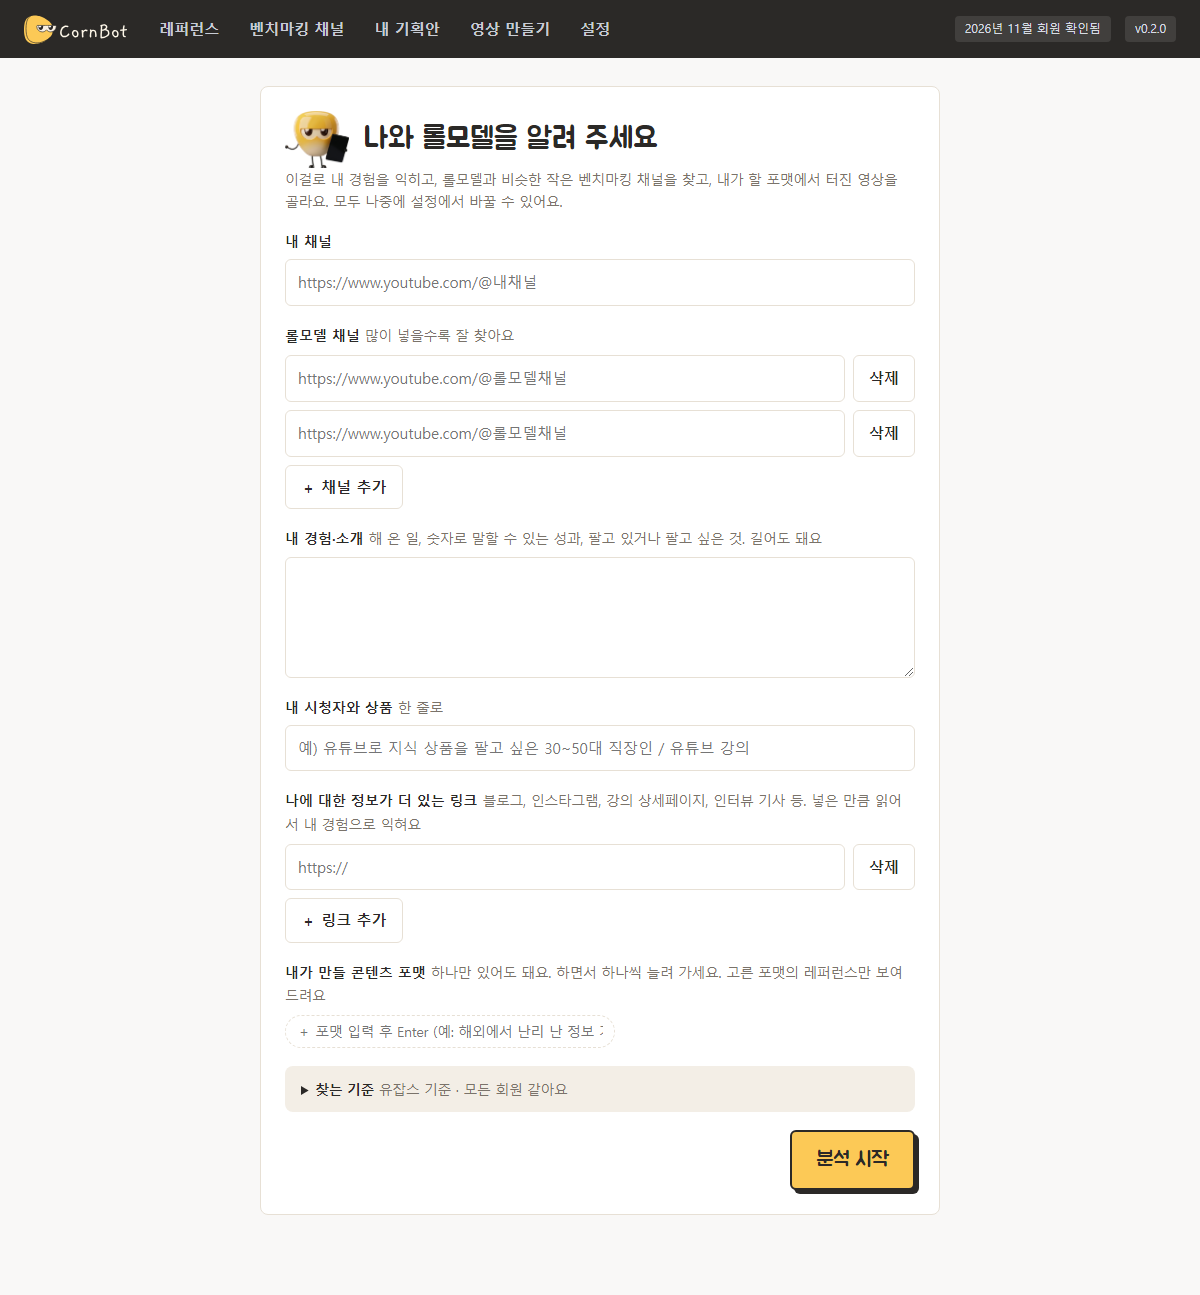 CornBot 레퍼런스 벤치마킹 채널 내 기획안 영상 만들기 설정 2026년 11월 회원 확인됨 v0.2.0
나와 롤모델을 알려 주세요
이걸로 내 경험을 익히고, 롤모델과 비슷한 작은 벤치마킹 채널을 찾고, 내가 할 포맷에서 터진 영상을
골라요. 모두 나중에 설정에서 바꿀 수 있어요.
내 채널
https://www.youtube.com/@내채널
롤모델 채널 많이 넣을수록 잘 찾아요
https://www.youtube.com/@롤모델채널 삭제
https://www.youtube.com/@롤모델채널 삭제
+ 채널 추가
내 경험·소개 해 온 일, 숫자로 말할 수 있는 성과, 팔고 있거나 팔고 싶은 것. 길어도 돼요
내 시청자와 상품 한 줄로
예) 유튜브로 지식 상품을 팔고 싶은 30~50대 직장인 / 유튜브 강의
나에 대한 정보가 더 있는 링크 블로그, 인스타그램, 강의 상세페이지, 인터뷰 기사 등. 넣은 만큼 읽어
서 내 경험으로 익혀요
https:// 삭제
+ 링크 추가
내가 만들 콘텐츠 포맷 하나만 있어도 돼요. 하면서 하나씩 늘려 가세요. 고른 포맷의 레퍼런스만 보여
드려요
+ 포맷 입력 후 Enter (예: 해외에서 난리 난 정보
▶ 찾는 기준 유잡스 기준 · 모든 회원 같아요
분석 시작